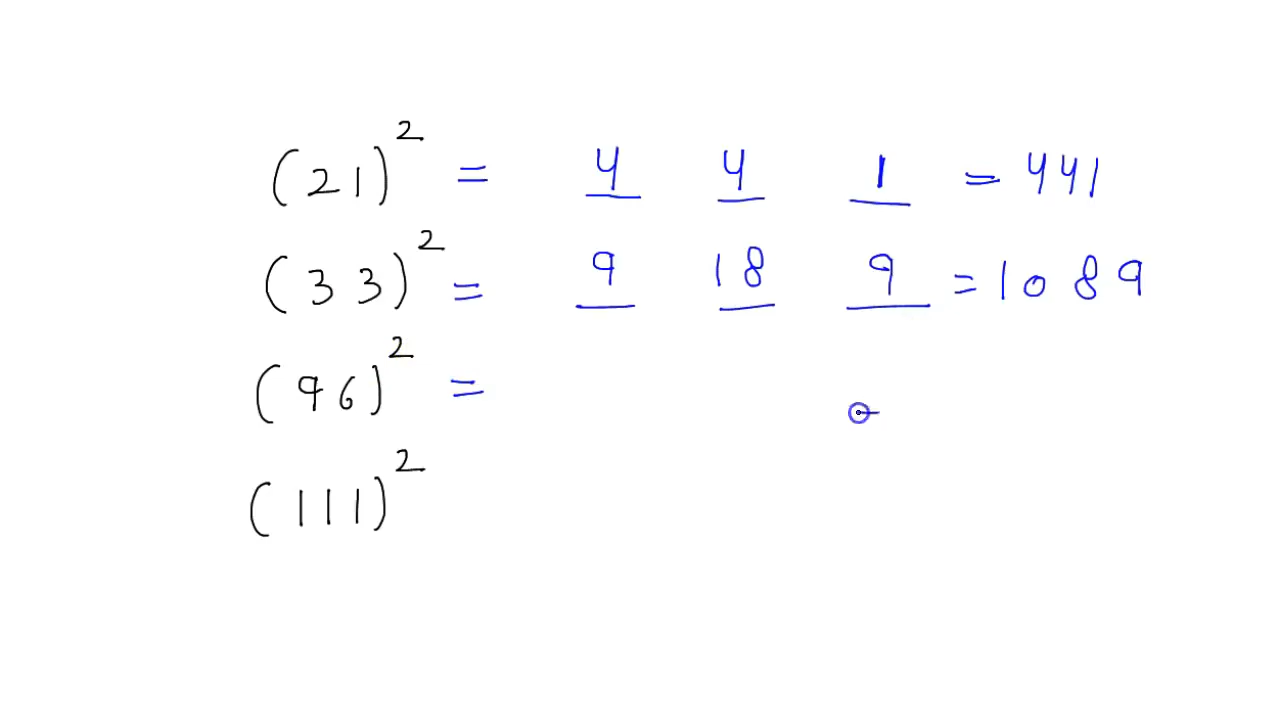 (21)² = 4 4 1 = 441
(33)² = 9 18 9 = 1089
(96)² =
(111)²